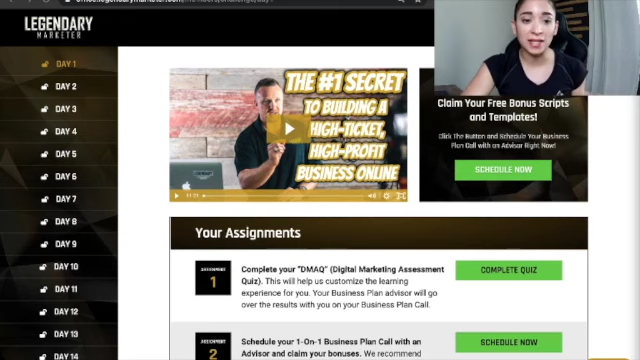 LEGENDARY
MARKETER
DAY 1
DAY 2
DAY 3
DAY 4
DAY 5
DAY 6
DAY 7
DAY 8
DAY 9
DAY 10
DAY 11
DAY 12
DAY 13
DAY 14
THE #1 SECRET
TO BUILDING A
HIGH-TICKET,
HIGH-PROFIT
BUSINESS ONLINE
Claim Your Free Bonus Scripts
and Templates!
Click The Button and Schedule Your Business
Plan Call with an Advisor Right Now!
SCHEDULE NOW
Your Assignments
ASSIGNMENT
1
Complete your "DMAQ" (Digital Marketing Assessment
Quiz). This will help us customize the learning
experience for you. Your Business Plan advisor will go
over the results with you on your Business Plan Call.
COMPLETE QUIZ
ASSIGNMENT
2
Schedule your 1-On-1 Business Plan Call with an
Advisor and claim your bonuses. We recommend
SCHEDULE NOW